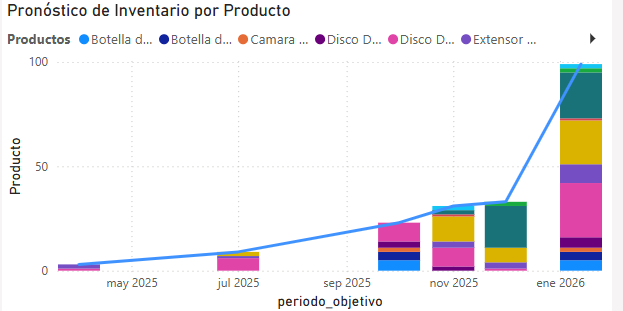 Pronóstico de Inventario por Producto
Productos Botella d... Botella d... Camara ... Disco D... Disco D... Extensor ...
100
50
0
Producto
may 2025 jul 2025 sep 2025 nov 2025 ene 2026
periodo_objetivo